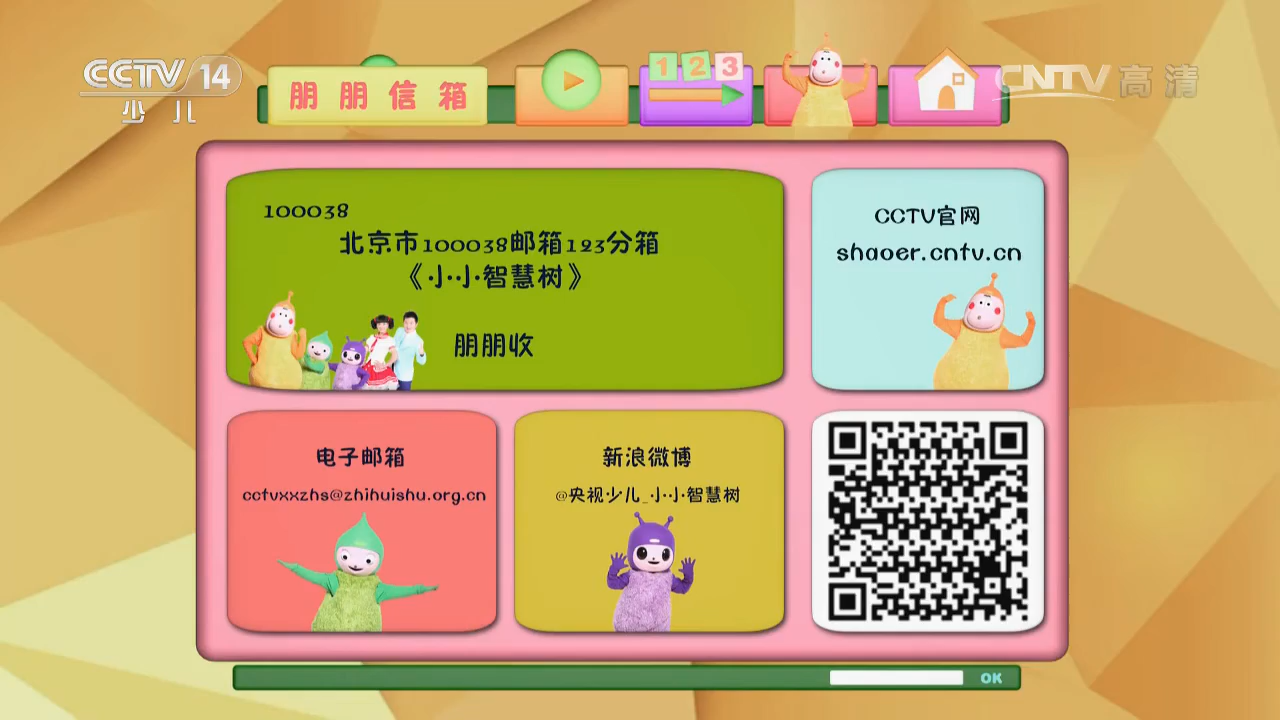 CCTV 14
少儿
朋朋信箱
1 2 3
CNTV 高清
100038
北京市100038邮箱123分箱
《小小智慧树》
朋朋收
CCTV官网
shaoer.cntv.cn
电子邮箱
cctvxxzhs@zhihuishu.org.cn
新浪微博
@央视少儿_小小智慧树
OK